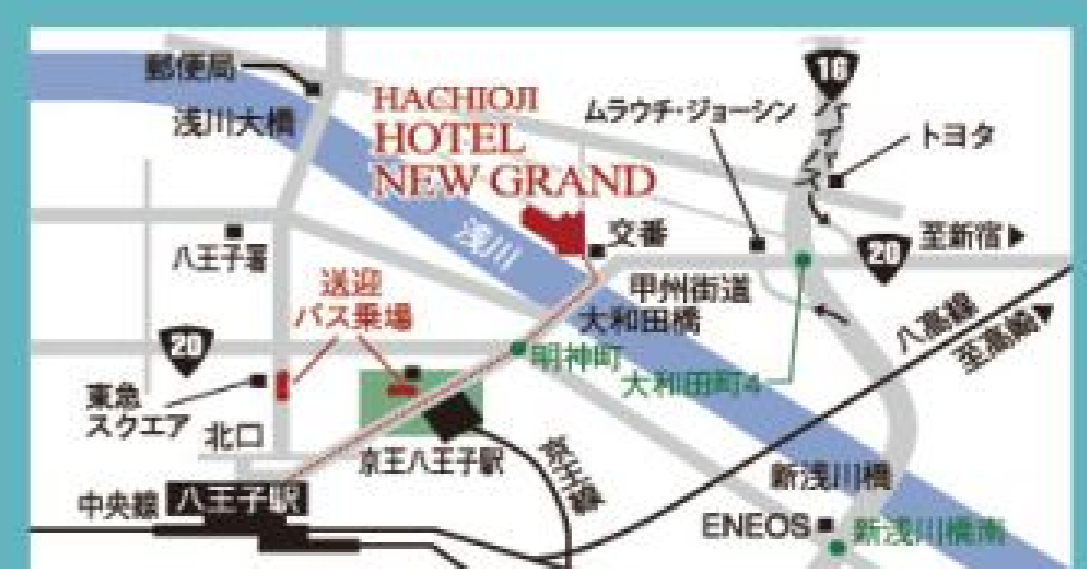 郵便局
浅川大橋
HACHIOJI
HOTEL
NEW GRAND
ムラウチ・ジョーシン
16
バイパス
トヨタ
八王子署
浅川
交番
20
至新宿▶
送迎
バス乗場
甲州街道
大和田橋
八高線
至高崎▶
20
明神町
大和田町4
東急
スクエア
北口
京王八王子駅
京王線
新浅川橋
中央線
八王子駅
ENEOS
新浅川橋南